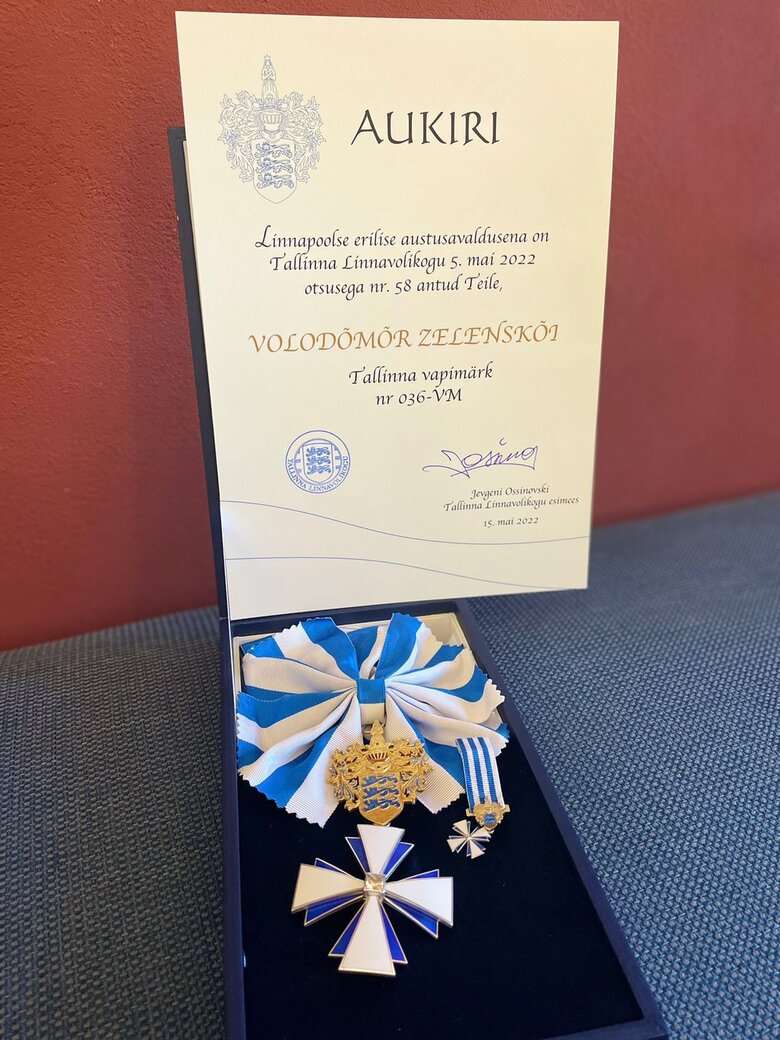 AUKIRI
Linnapoolse erilise austusavaldusena on
Tallinna Linnavolikogu 5. mai 2022
otsusega nr. 58 antud Teile,
VOLODÕMÕR ZELENSKÕI
Tallinna vapimärk
nr 036-VM
TALLINNA LINNAVOLIKOGU
Jevgeni Ossinovski
Tallinna Linnavolikogu esimees
15. mai 2022